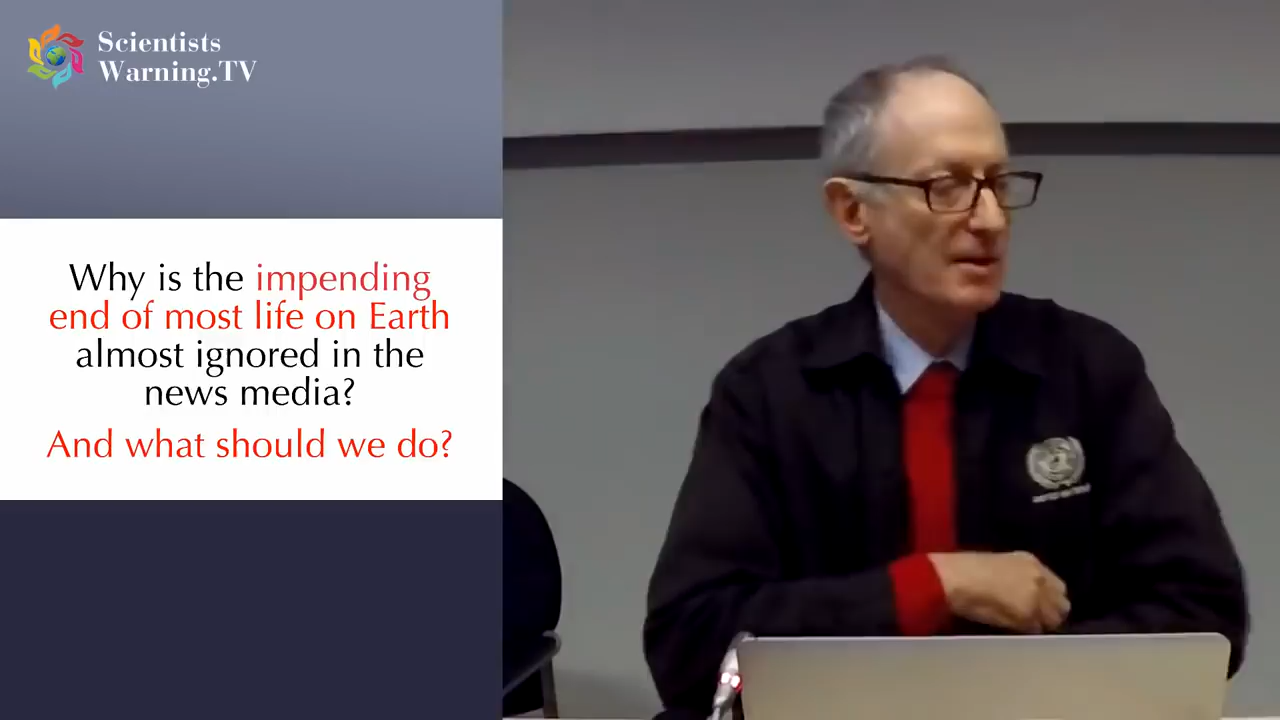 Scientists
Warning.TV
Why is the impending
end of most life on Earth
almost ignored in the
news media?
And what should we do?